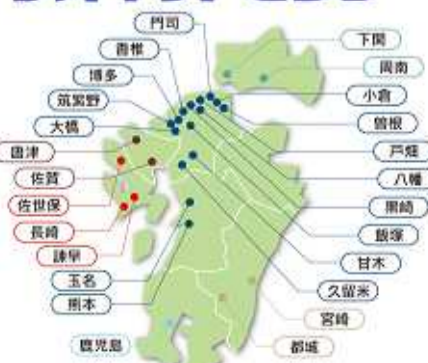 門司
香椎
博多
筑紫野
大橋
唐津
佐賀
佐世保
長崎
諫早
玉名
熊本
鹿児島
下関
周南
小倉
曽根
戸畑
八幡
黒崎
飯塚
甘木
久留米
宮崎
都城